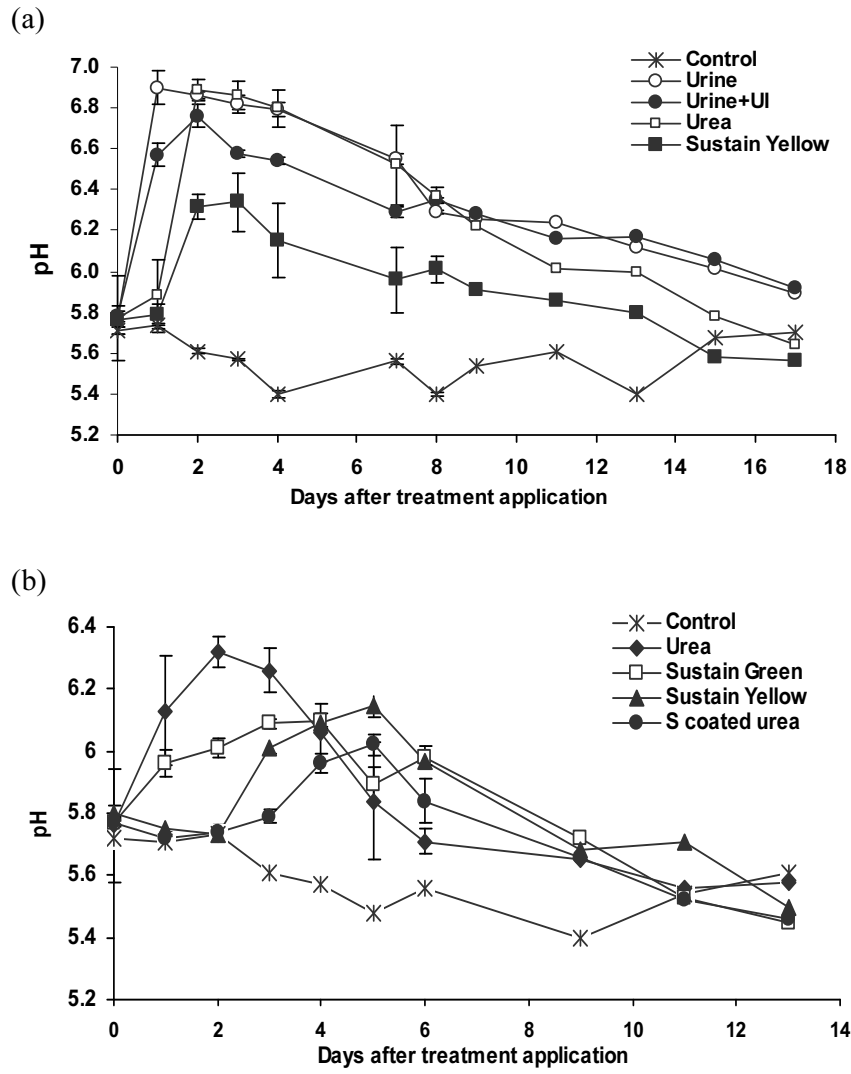 (a)
Control
Urine
Urine+UI
Urea
Sustain Yellow
7.0
6.8
6.6
6.4
6.2
6.0
5.8
5.6
5.4
5.2
pH
0 2 4 6 8 10 12 14 16 18
Days after treatment application
(b)
Control
Urea
Sustain Green
Sustain Yellow
S coated urea
6.4
6.2
6
5.8
5.6
5.4
5.2
pH
0 2 4 6 8 10 12 14
Days after treatment application